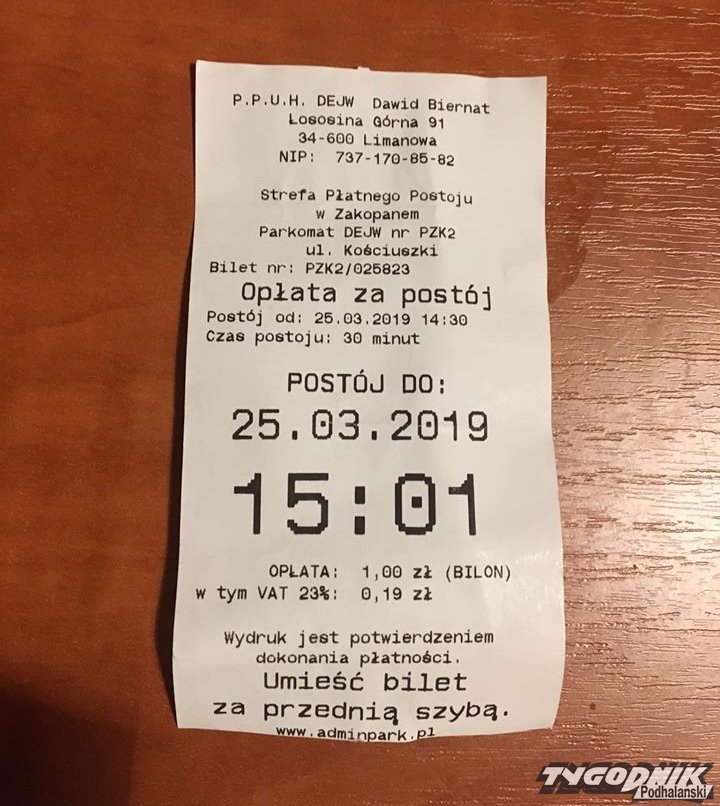 P.P.U.H. DEJW Dawid Biernat
Łososina Górna 91
34-600 Limanowa
NIP: 737-170-85-82
Strefa Płatnego Postoju
w Zakopanem
Parkomat DEJW nr PZK2
ul. Kościuszki
Bilet nr: PZK2/025823
Opłata za postój
Postój od: 25.03.2019 14:30
Czas postoju: 30 minut
POSTÓJ DO:
25.03.2019
15:01
OPŁATA: 1,00 zł (BILON)
w tym VAT 23%: 0,19 zł
Wydruk jest potwierdzeniem
dokonania płatności.
Umieść bilet
za przednią szybą.
www.adminpark.pl
TYGODNIK
Podhalański